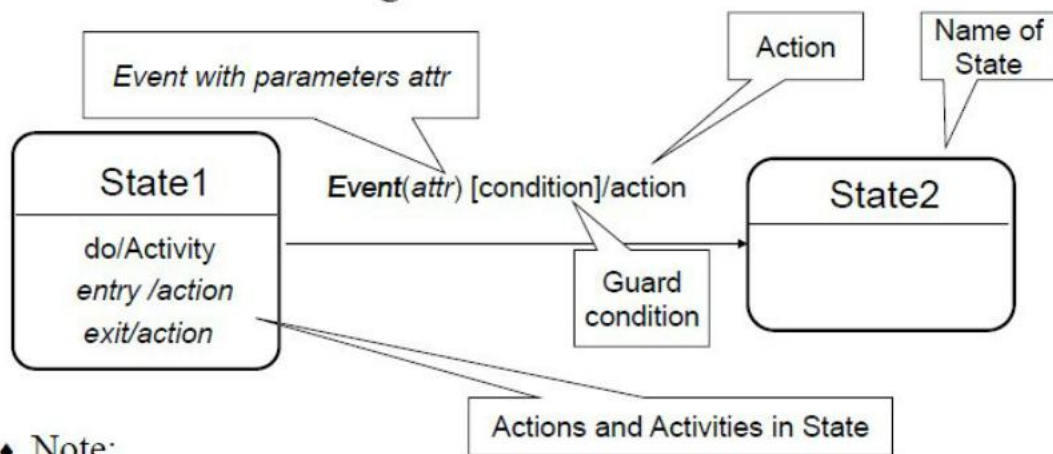 Event with parameters attr
Action
Name of
State
State1
do/Activity
entry /action
exit/action
Event(attr) [condition]/action
State2
Guard
condition
Actions and Activities in State
♦ Note: